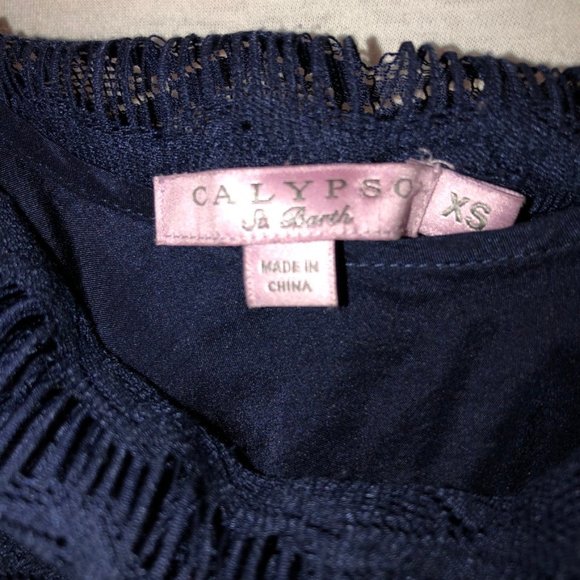 CALYPSO
St. Barth
XS
MADE IN
CHINA